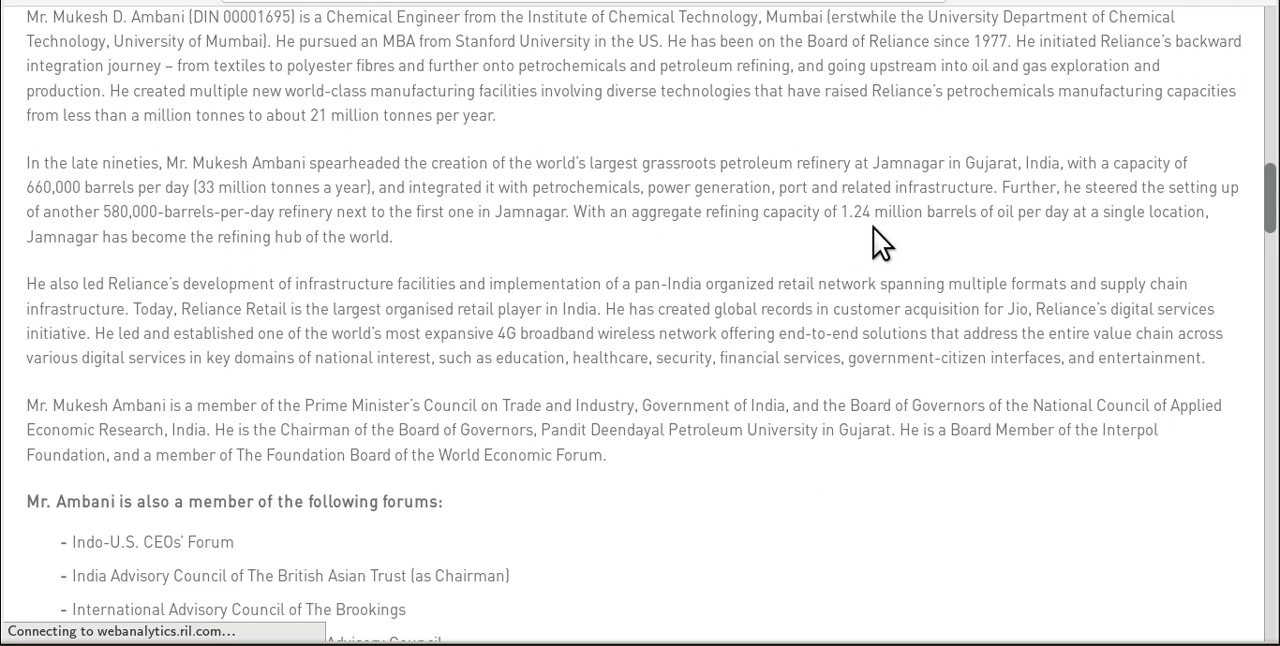 Mr. Mukesh D. Ambani (DIN 00001695) is a Chemical Engineer from the Institute of Chemical Technology, Mumbai (erstwhile the University Department of Chemical
Technology, University of Mumbai). He pursued an MBA from Stanford University in the US. He has been on the Board of Reliance since 1977. He initiated Reliance's backward
integration journey – from textiles to polyester fibres and further onto petrochemicals and petroleum refining, and going upstream into oil and gas exploration and
production. He created multiple new world-class manufacturing facilities involving diverse technologies that have raised Reliance's petrochemicals manufacturing capacities
from less than a million tonnes to about 21 million tonnes per year.
In the late nineties, Mr. Mukesh Ambani spearheaded the creation of the world's largest grassroots petroleum refinery at Jamnagar in Gujarat, India, with a capacity of
660,000 barrels per day (33 million tonnes a year), and integrated it with petrochemicals, power generation, port and related infrastructure. Further, he steered the setting up
of another 580,000-barrels-per-day refinery next to the first one in Jamnagar. With an aggregate refining capacity of 1.24 million barrels of oil per day at a single location,
Jamnagar has become the refining hub of the world.
He also led Reliance's development of infrastructure facilities and implementation of a pan-India organized retail network spanning multiple formats and supply chain
infrastructure. Today, Reliance Retail is the largest organised retail player in India. He has created global records in customer acquisition for Jio, Reliance's digital services
initiative. He led and established one of the world's most expansive 4G broadband wireless network offering end-to-end solutions that address the entire value chain across
various digital services in key domains of national interest, such as education, healthcare, security, financial services, government-citizen interfaces, and entertainment.
Mr. Mukesh Ambani is a member of the Prime Minister's Council on Trade and Industry, Government of India, and the Board of Governors of the National Council of Applied
Economic Research, India. He is the Chairman of the Board of Governors, Pandit Deendayal Petroleum University in Gujarat. He is a Board Member of the Interpol
Foundation, and a member of The Foundation Board of the World Economic Forum.
Mr. Ambani is also a member of the following forums:
- Indo-U.S. CEOs' Forum
- India Advisory Council of The British Asian Trust (as Chairman)
- International Advisory Council of The Brookings
Connecting to webanalytics.ril.com...
Advisory Council